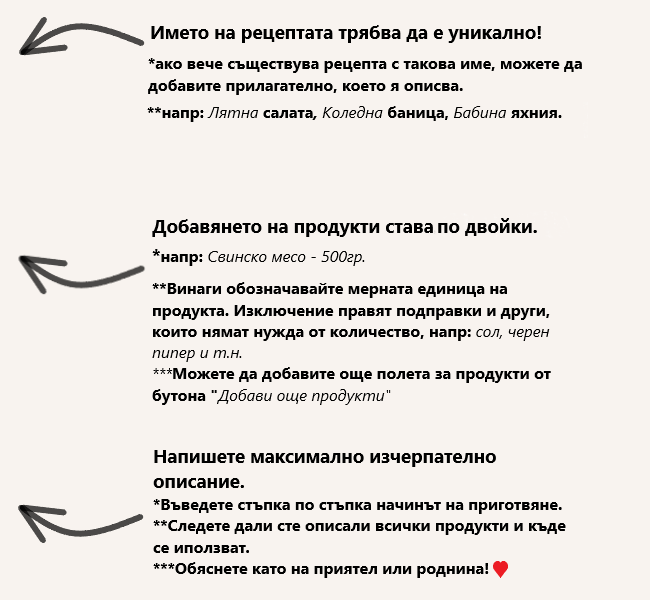 Името на рецептата трябва да е уникално!
*ако вече съществува рецепта с такова име, можете да
добавите прилагателно, което я описва.
**напр: Лятна салата, Коледна баница, Бабина яхния.
Добавянето на продукти става по двойки.
*напр: Свинско месо - 500гр.
**Винаги обозначавайте мерната единица на
продукта. Изключение правят подправки и други,
които нямат нужда от количество, напр: сол, черен
пипер и т.н.
***Можете да добавите още полета за продукти от
бутона "Добави още продукти"
Напишете максимално изчерпателно
описание.
*Въведете стъпка по стъпка начинът на приготвяне.
**Следете дали сте описали всички продукти и къде
се иползват.
***Обяснете като на приятел или роднина!